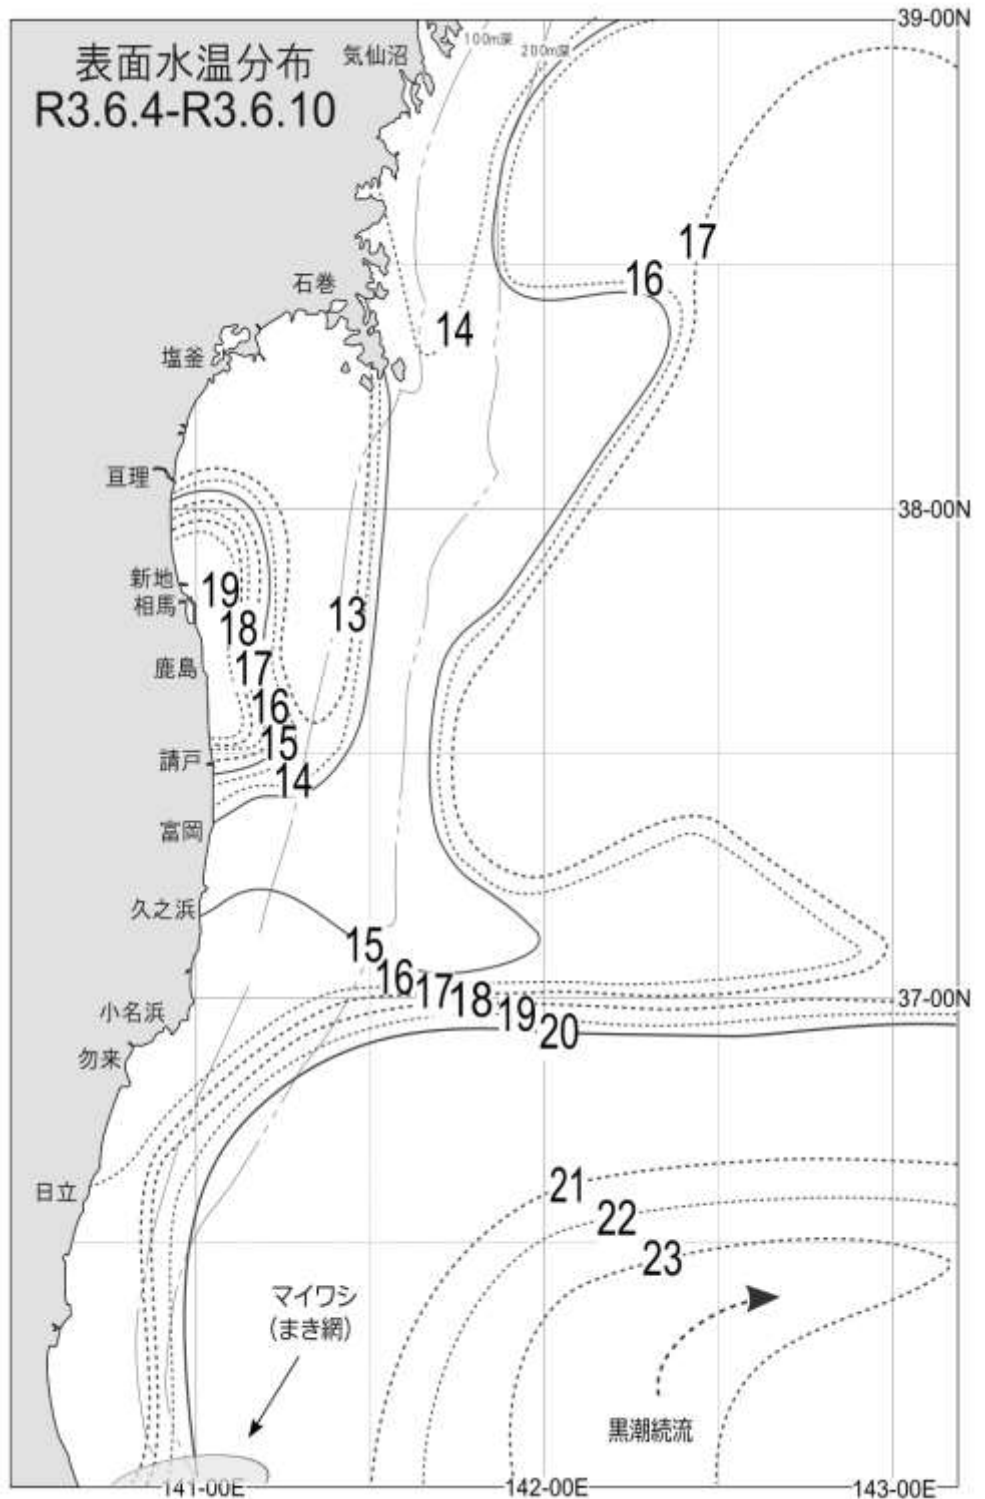 39-00N
表面水温分布
R3.6.4-R3.6.10
気仙沼
100m深
200m深
17
16
石巻
14
塩釜
亘理
38-00N
新地
相馬
19
18
13
鹿島
17
16
15
請戸
14
富岡
久之浜
15
16
17
18
19
20
37-00N
小名浜
勿来
日立
21
22
23
マイワシ
(まき網)
黒潮続流
141-00E
142-00E
143-00E